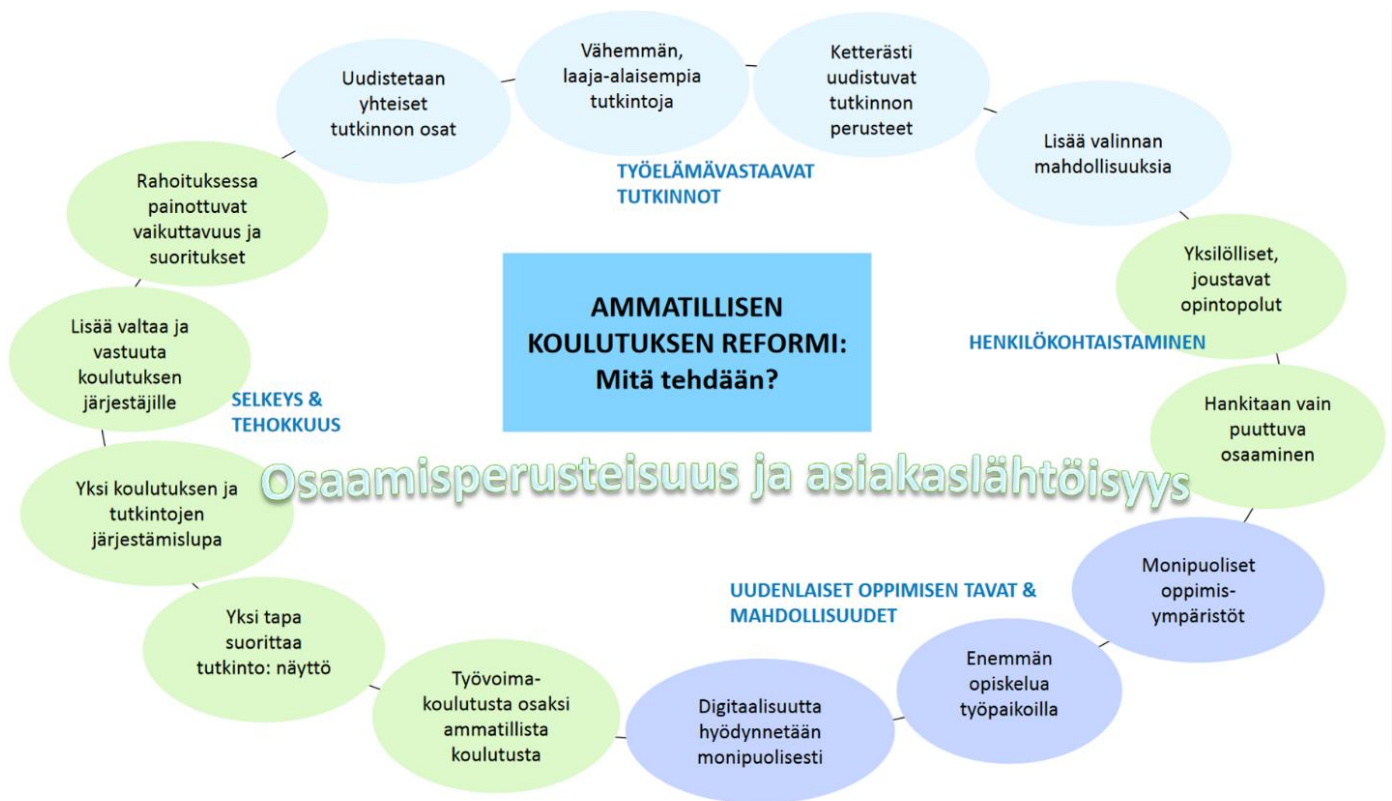 Vähemmän,
laaja-alaisempia
tutkintoja
Ketterästi
uudistuvat
tutkinnon
perusteet
Uudistetaan
yhteiset
tutkinnon osat
Lisää valinnan
mahdollisuuksia
TYÖELÄMÄVASTAAVAT
TUTKINNOT
Rahoituksessa
painottuvat
vaikuttavuus ja
suoritukset
Yksilölliset,
joustavat
opintopolut
AMMATILLISEN
KOULUTUKSEN REFORMI:
Mitä tehdään?
Lisää valtaa ja
vastuuta
koulutuksen
järjestäjille
HENKILÖKOHTAISTAMINEN
SELKEYS &
TEHOKKUUS
Hankitaan vain
puuttuva
osaaminen
Osaamisperusteisuus ja asiakaslähtöisyys
Yksi koulutuksen ja
tutkintojen
järjestämislupa
UUDENLAISET OPPIMISEN TAVAT &
MAHDOLLISUUDET
Monipuoliset
oppimis-
ympäristöt
Yksi tapa
suorittaa
tutkinto: näyttö
Enemmän
opiskelua
työpaikoilla
Työvoima-
koulutusta osaksi
ammatillista
koulutusta
Digitaalisuutta
hyödynnetään
monipuolisesti